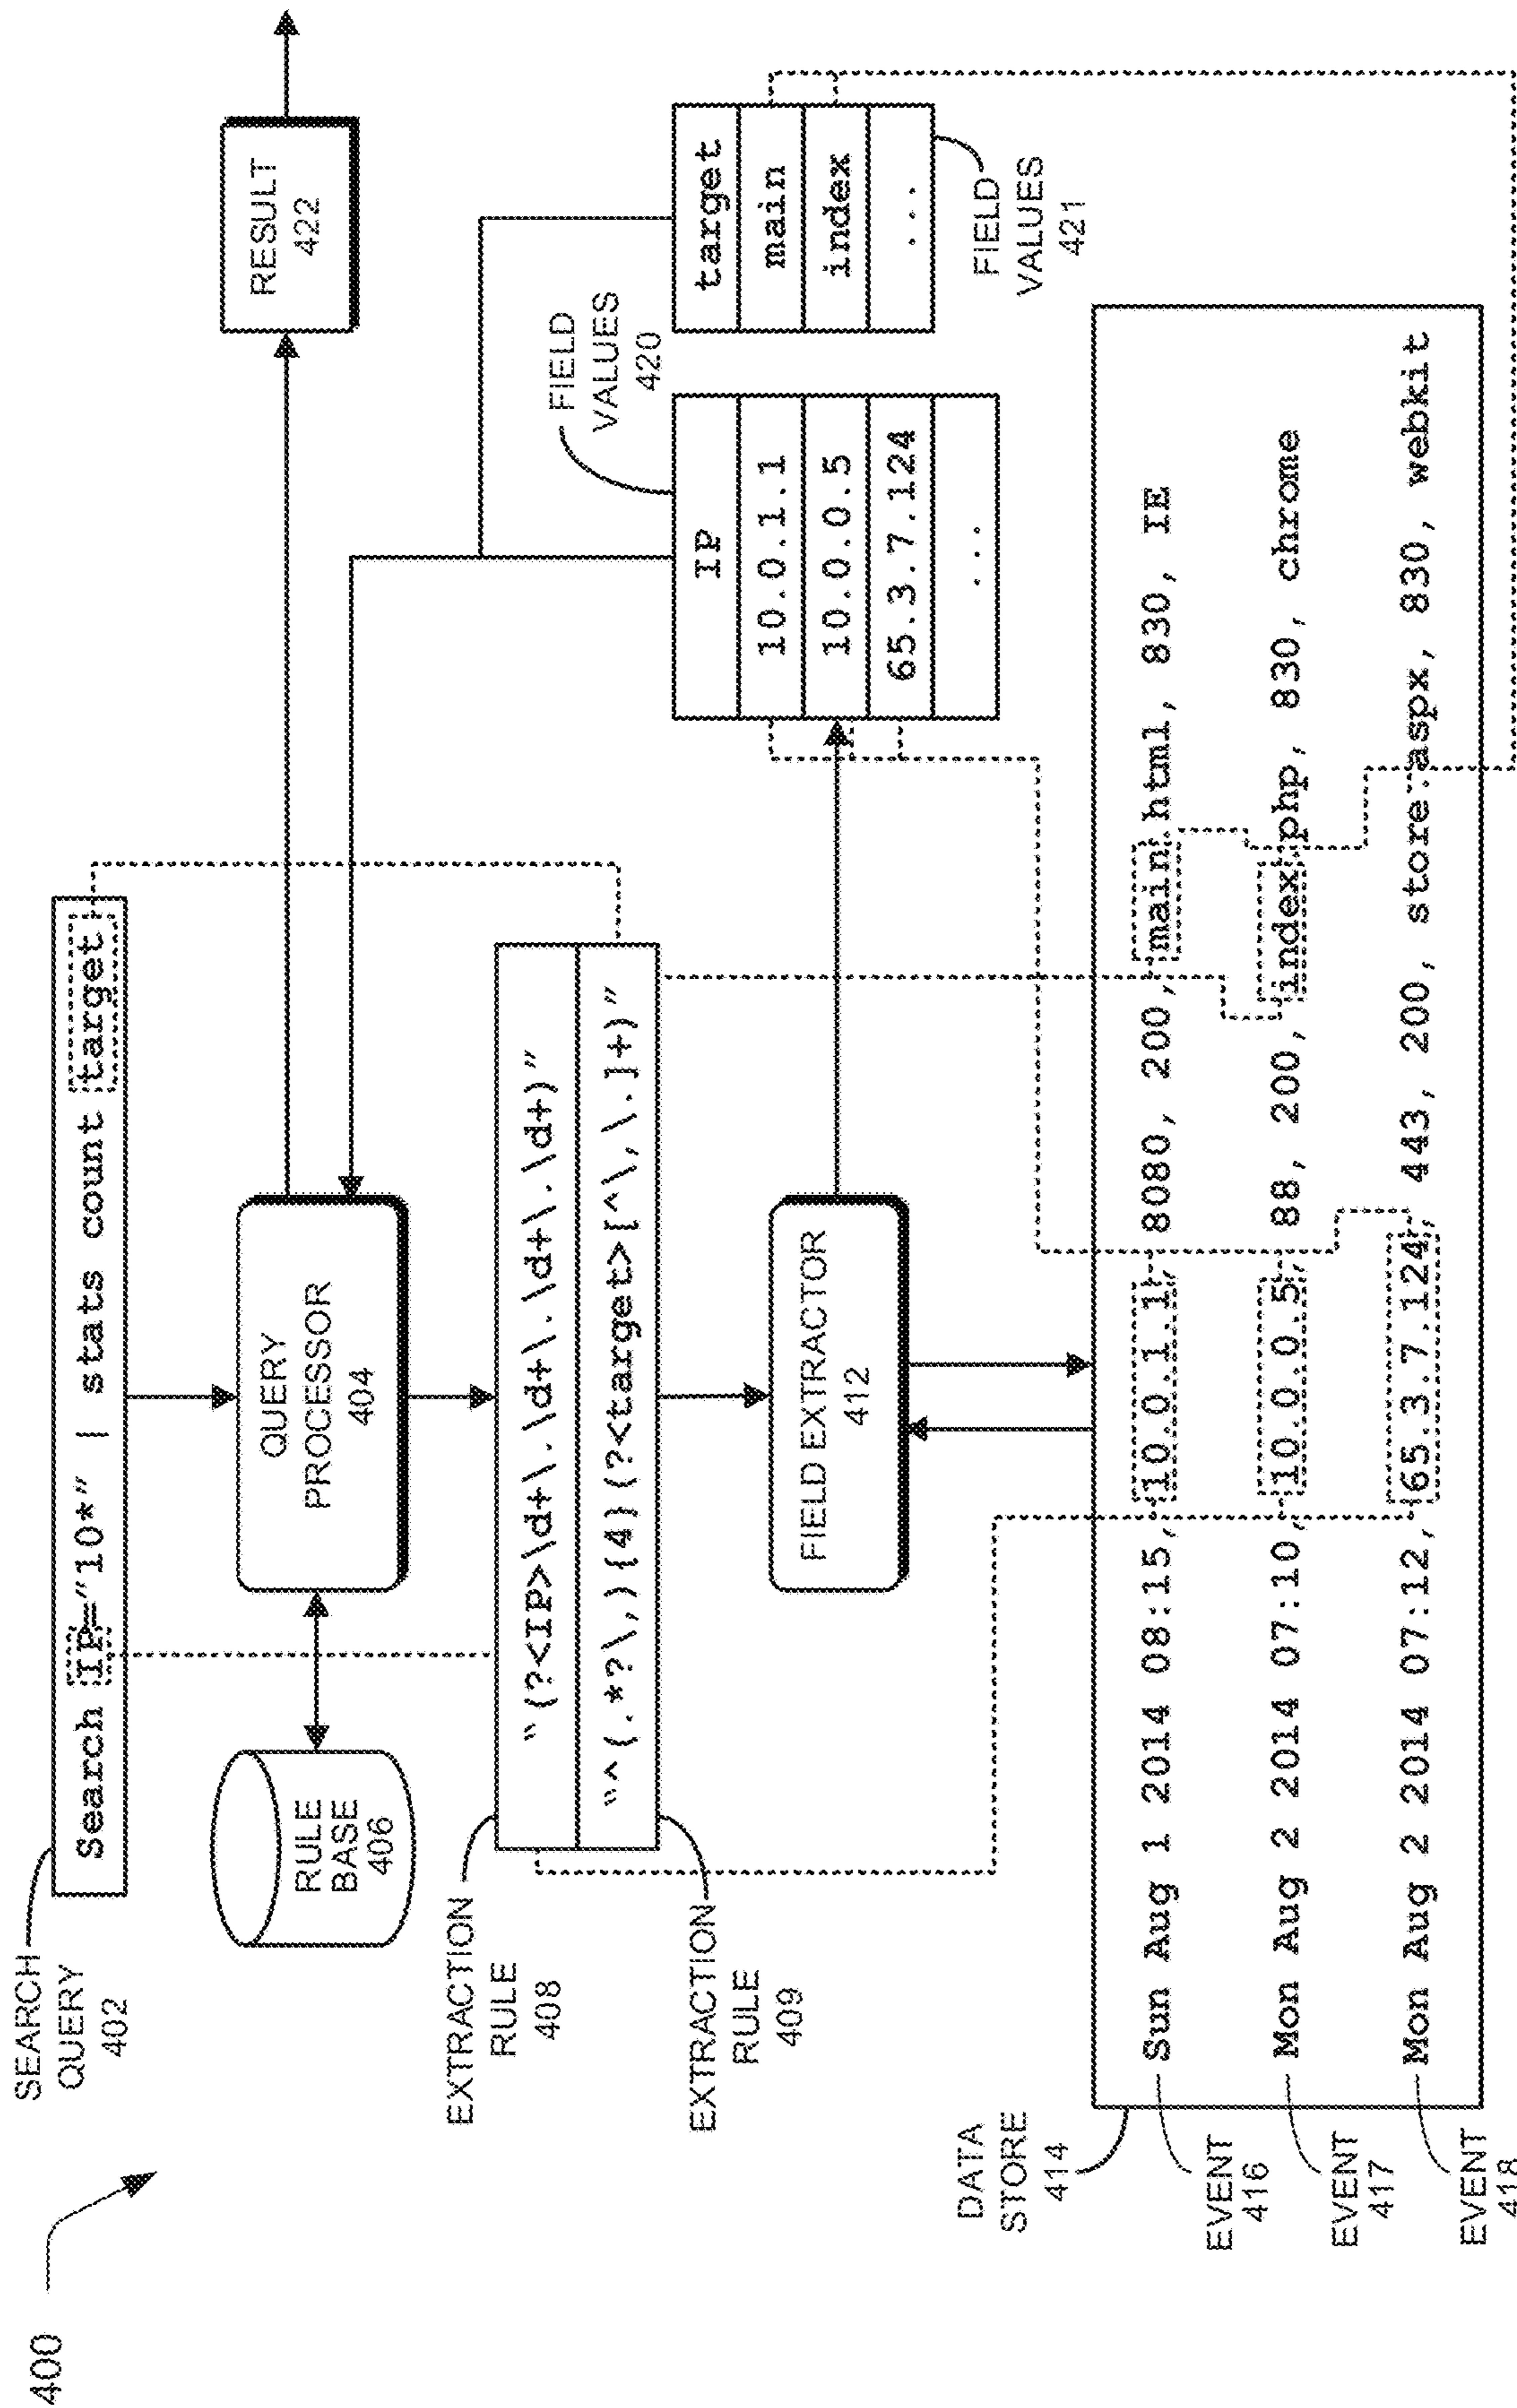 400
SEARCH
QUERY
402
Search IP="10*" | stats count target
RULE
BASE
406
QUERY
PROCESSOR
404
RESULT
422
EXTRACTION
RULE
408
"(?<IP>\d+\.\d+\.\d+\.\d+)"
"^(.*?\,){4}(?<target>[^\,\.]+)"
EXTRACTION
RULE
409
FIELD EXTRACTOR
412
FIELD
VALUES
420
IP
10.0.1.1
10.0.0.5
65.3.7.124
...
target
main
index
...
FIELD
VALUES
421
DATA
STORE
414
EVENT
416
Sun Aug 1 2014 08:15, 10.0.1.1, 8080, 200, main.html, 830, IE
EVENT
417
Mon Aug 2 2014 07:10, 10.0.0.5, 88, 200, index.php, 830, chrome
EVENT
418
Mon Aug 2 2014 07:12, 65.3.7.124, 443, 200, store.aspx, 830, webkit